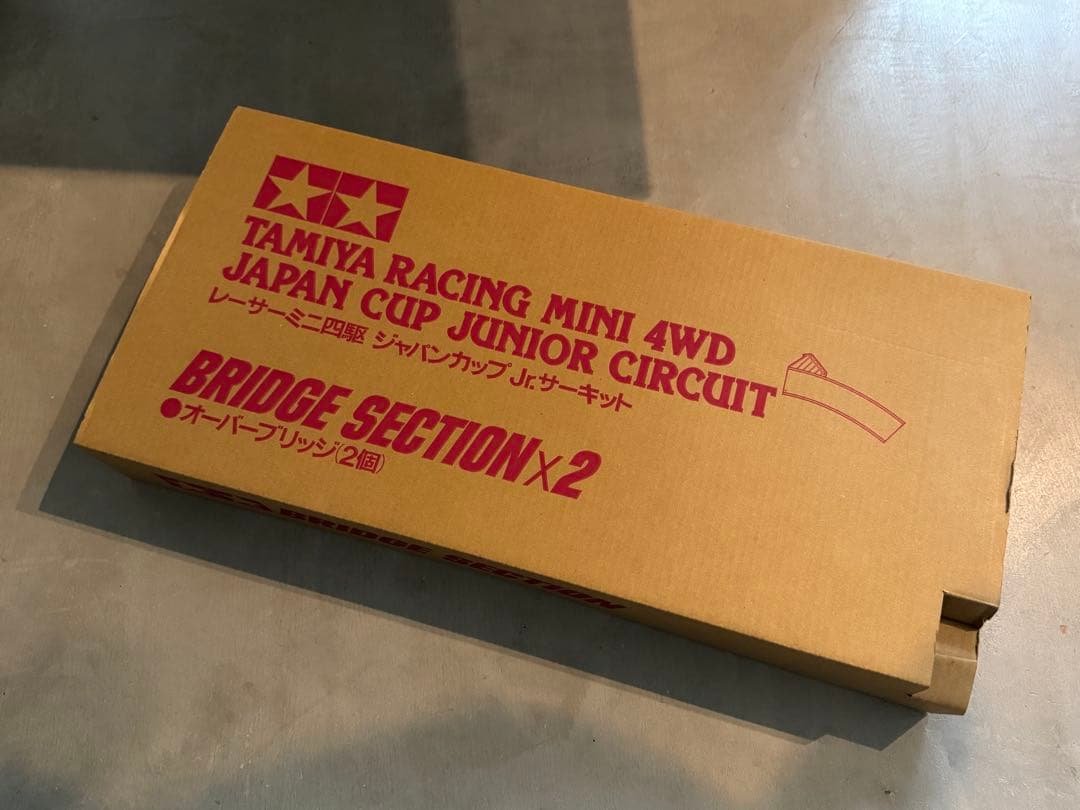 TAMIYA RACING MINI 4WD
JAPAN CUP JUNIOR CIRCUIT
レーサーミニ四駆 ジャパンカップ Jr.サーキット
BRIDGE SECTION×2
●オーバーブリッジ(2個)
BRIDGE SECTION